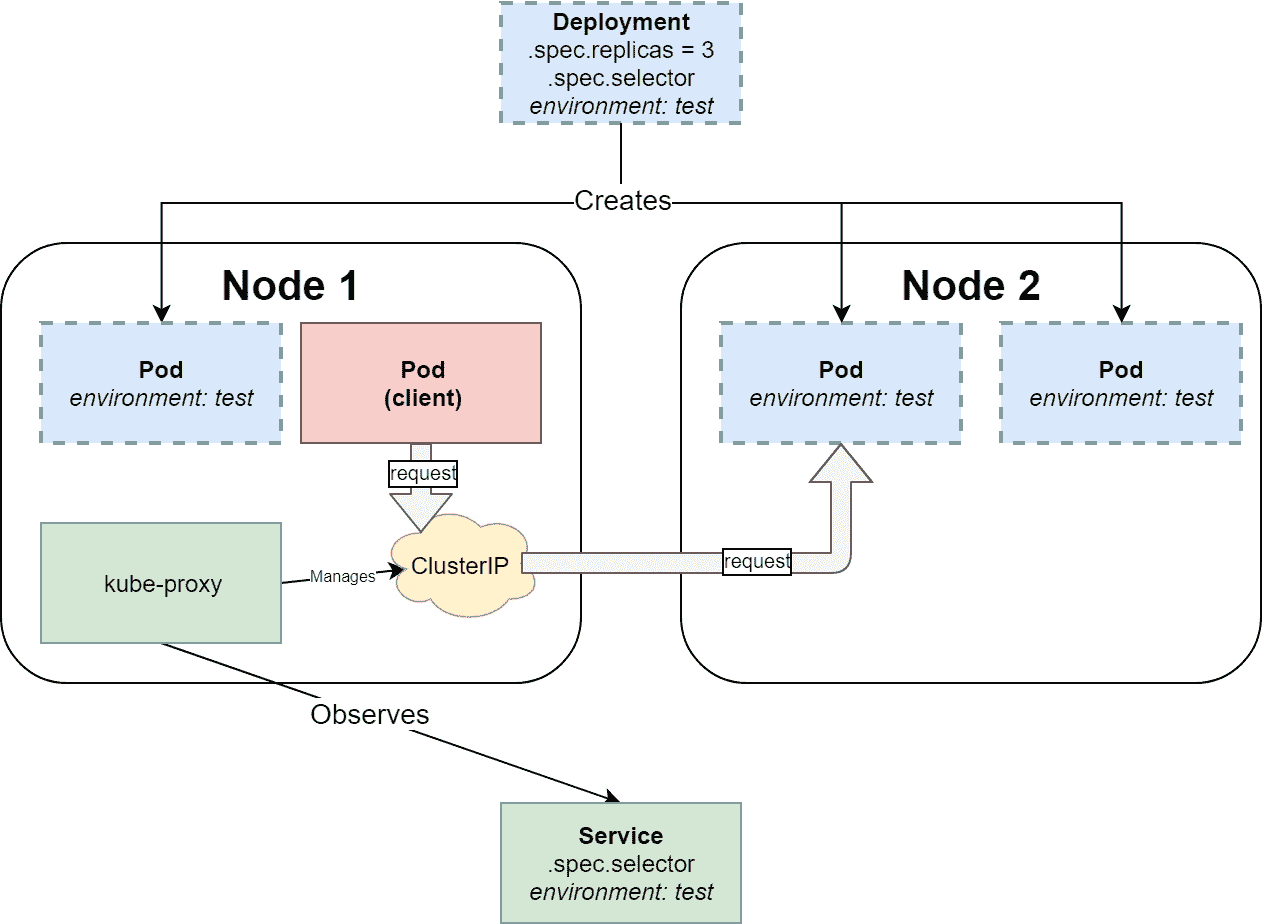 Deployment
.spec.replicas = 3
.spec.selector
environment: test
Creates
Node 1
Node 2
Pod
environment: test
Pod
(client)
Pod
environment: test
Pod
environment: test
request
kube-proxy
Manages
ClusterIP
request
Observes
Service
.spec.selector
environment: test